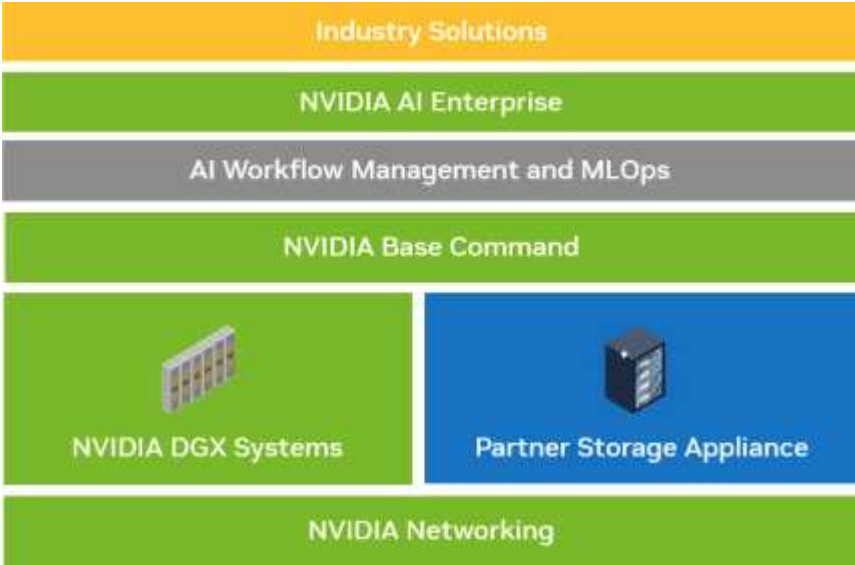 Industry Solutions
NVIDIA AI Enterprise
AI Workflow Management and MLOps
NVIDIA Base Command
NVIDIA DGX Systems
Partner Storage Appliance
NVIDIA Networking